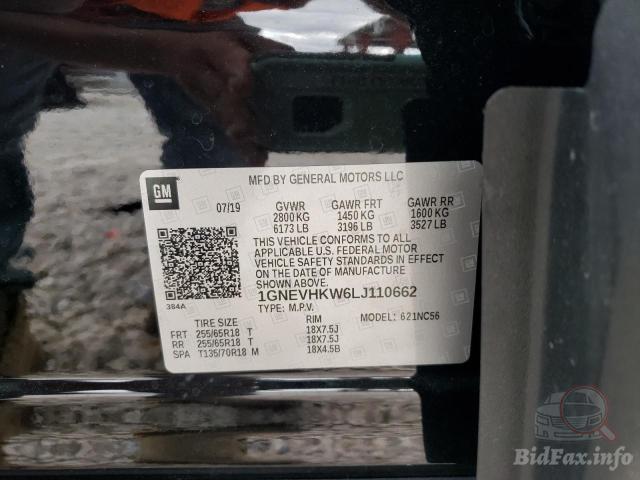 GM
MFD BY GENERAL MOTORS LLC
07/19
GVWR GAWR FRT GAWR RR
2800 KG 1450 KG 1600 KG
6173 LB 3196 LB 3527 LB
THIS VEHICLE CONFORMS TO ALL
APPLICABLE U.S. FEDERAL MOTOR
VEHICLE SAFETY STANDARDS IN EFFECT
ON THE DATE OF MANUFACTURE
SHOWN ABOVE.
1GNEVHKW6LJ110662
384A
TYPE: M.P.V. MODEL: 621NC56
TIRE SIZE RIM
FRT 255/65R18 T 18X7.5J
RR 255/65R18 T 18X7.5J
SPA T135/70R18 M 18X4.5B
BidFax.info